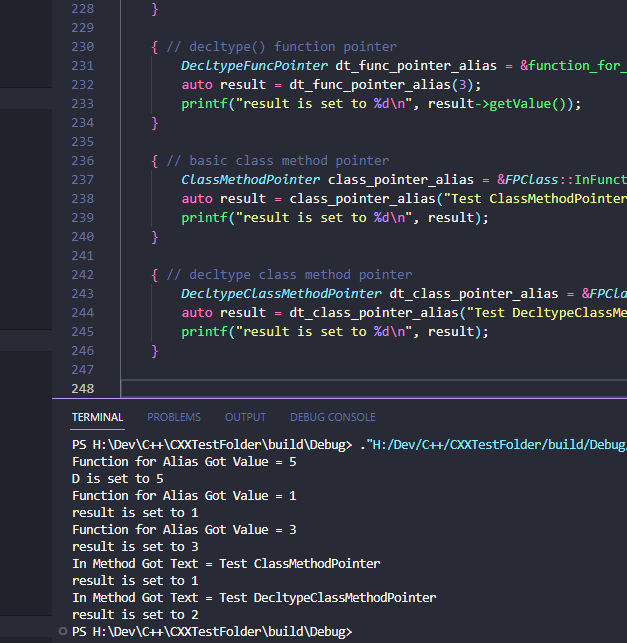 228 }
229
230 { // decltype() function pointer
231 DecltypeFuncPointer dt_func_pointer_alias = &function_for_
232 auto result = dt_func_pointer_alias(3);
233 printf("result is set to %d\n", result->getValue());
234 }
235
236 { // basic class method pointer
237 ClassMethodPointer class_pointer_alias = &FPClass::InFunct
238 auto result = class_pointer_alias("Test ClassMethodPointer
239 printf("result is set to %d\n", result);
240 }
241
242 { // decltype class method pointer
243 DecltypeClassMethodPointer dt_class_pointer_alias = &FPCla
244 auto result = dt_class_pointer_alias("Test DecltypeClassMe
245 printf("result is set to %d\n", result);
246 }
247
248
TERMINAL PROBLEMS OUTPUT DEBUG CONSOLE
PS H:\Dev\C++\CXXTestFolder\build\Debug> ."H:/Dev/C++/CXXTestFolder/build/Debug/
Function for Alias Got Value = 5
D is set to 5
Function for Alias Got Value = 1
result is set to 1
Function for Alias Got Value = 3
result is set to 3
In Method Got Text = Test ClassMethodPointer
result is set to 1
In Method Got Text = Test DecltypeClassMethodPointer
result is set to 2
PS H:\Dev\C++\CXXTestFolder\build\Debug>